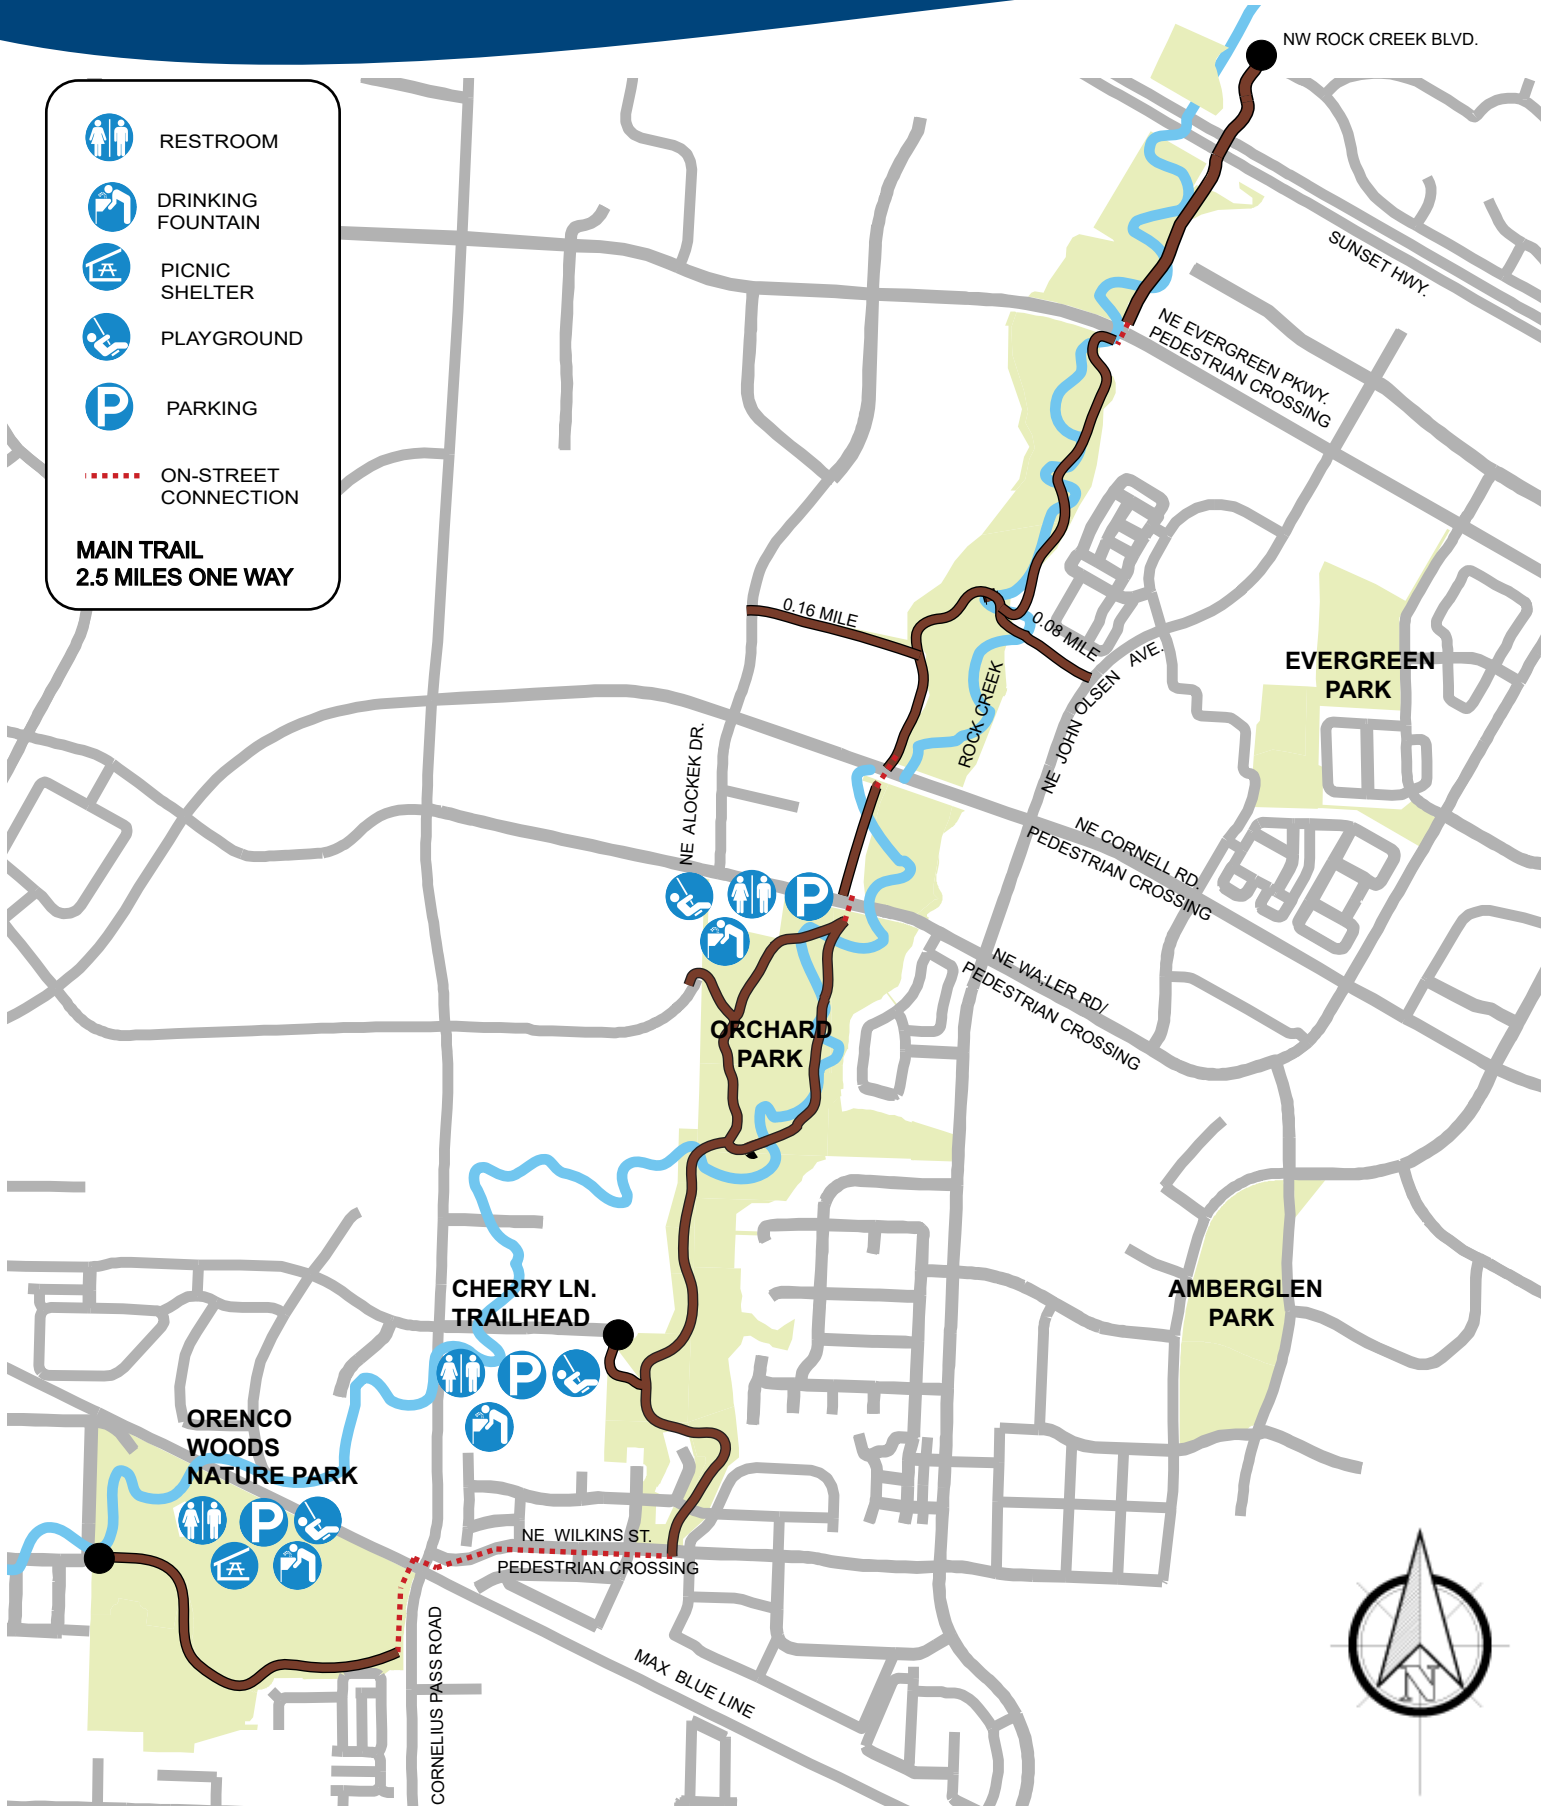 NW ROCK CREEK BLVD.
RESTROOM
DRINKING
FOUNTAIN
PICNIC
SHELTER
PLAYGROUND
P
PARKING
ON-STREET
CONNECTION
MAIN TRAIL
2.5 MILES ONE WAY
SUNSET HWY.
NE EVERGREEN PKWY.
PEDESTRIAN CROSSING
0.16 MILE
0.08 MILE
EVERGREEN
PARK
ROCK CREEK
NE JOHN OLSEN AVE.
NE ALOCKEK DR.
NE CORNELL RD.
PEDESTRIAN CROSSING
P
NE WA;LER RD/
PEDESTRIAN CROSSING
ORCHARD
PARK
CHERRY LN.
TRAILHEAD
P
AMBERGLEN
PARK
ORENCO
WOODS
NATURE PARK
P
NE WILKINS ST.
PEDESTRIAN CROSSING
CORNELIUS PASS ROAD
MAX BLUE LINE
N